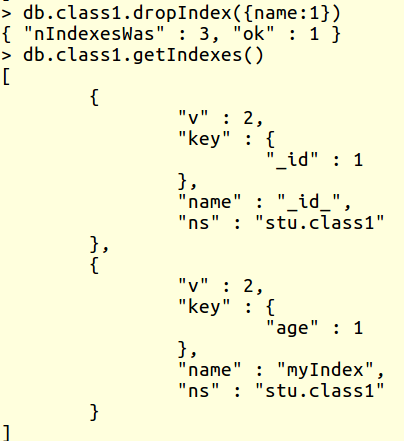 > db.class1.dropIndex({name:1})
{ "nIndexesWas" : 3, "ok" : 1 }
> db.class1.getIndexes()
[
        {
                "v" : 2,
                "key" : {
                        "_id" : 1
                },
                "name" : "_id_",
                "ns" : "stu.class1"
        },
        {
                "v" : 2,
                "key" : {
                        "age" : 1
                },
                "name" : "myIndex",
                "ns" : "stu.class1"
        }
]